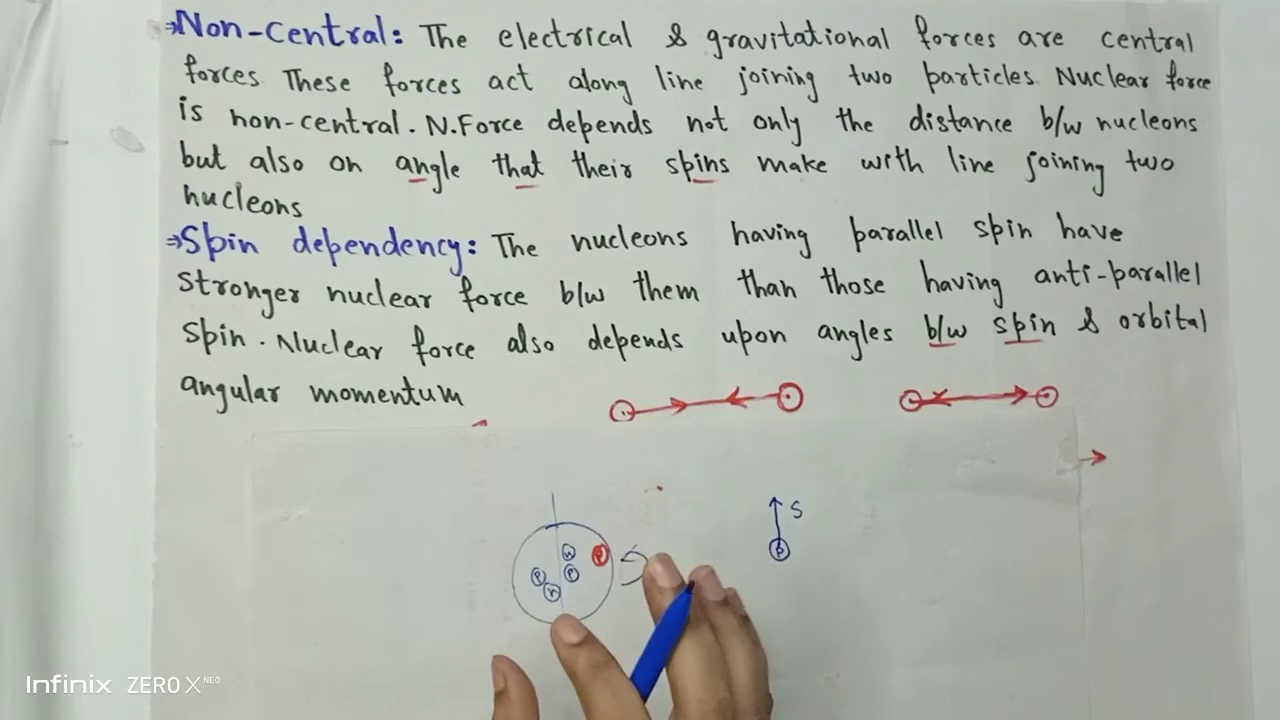 ⇒Non-Central: The electrical & gravitational forces are central
forces These forces act along line joining two particles. Nuclear force
is non-central. N.Force depends not only the distance b/w nucleons
but also on angle that their spins make with line joining two
nucleons
⇒Spin dependency: The nucleons having parallel spin have
stronger nuclear force b/w them than those having anti-parallel
spin. Nuclear force also depends upon angles b/w spin & orbital
angular momentum
S
n P
P P
n
P
Infinix ZERO X NEO